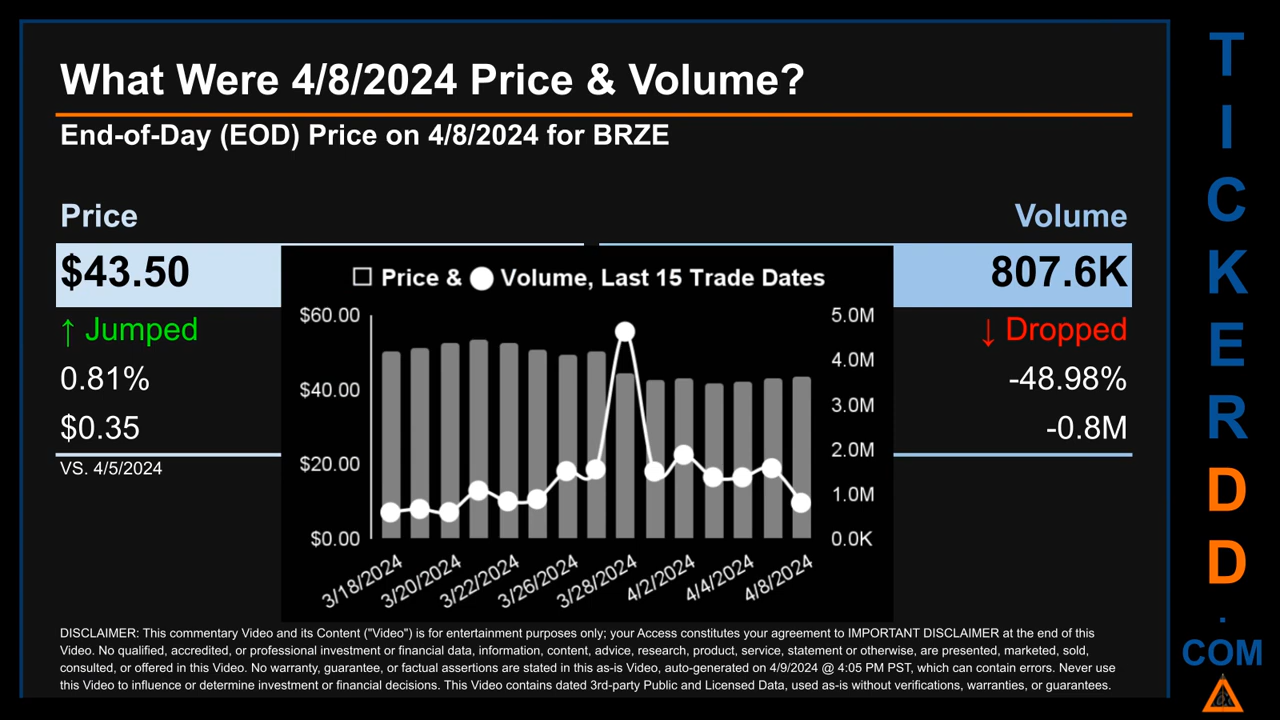 What Were 4/8/2024 Price & Volume?
End-of-Day (EOD) Price on 4/8/2024 for BRZE
Price
Volume
$43.50
807.6K
↑ Jumped
↓ Dropped
0.81%
-48.98%
$0.35
-0.8M
VS. 4/5/2024
Price & Volume, Last 15 Trade Dates
$60.00
$40.00
$20.00
$0.00
5.0M
4.0M
3.0M
2.0M
1.0M
0.0K
3/18/2024
3/20/2024
3/22/2024
3/26/2024
3/28/2024
4/2/2024
4/4/2024
4/8/2024
DISCLAIMER: This commentary Video and its Content ("Video") is for entertainment purposes only; your Access constitutes your agreement to IMPORTANT DISCLAIMER at the end of this
Video. No qualified, accredited, or professional investment or financial data, information, content, advice, research, product, service, statement or otherwise, are presented, marketed, sold,
consulted, or offered in this Video. No warranty, guarantee, or factual assertions are stated in this as-is Video, auto-generated on 4/9/2024 @ 4:05 PM PST, which can contain errors. Never use
this Video to influence or determine investment or financial decisions. This Video contains dated 3rd-party Public and Licensed Data, used as-is without verifications, warranties, or guarantees.
T
I
C
K
E
R
D
D
.
COM